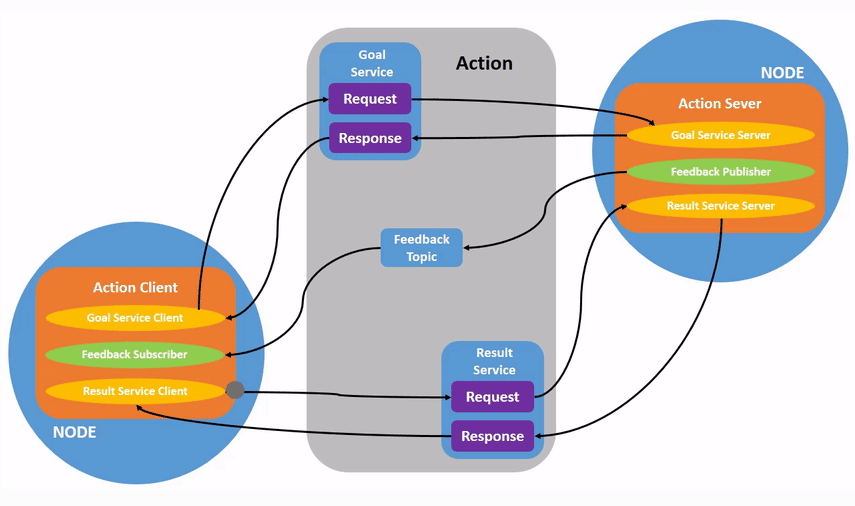 Goal
Service
Request
Response
Action
NODE
Action Sever
Goal Service Server
Feedback Publisher
Result Service Server
Feedback
Topic
Action Client
Goal Service Client
Feedback Subscriber
Result Service Client
NODE
Result
Service
Request
Response